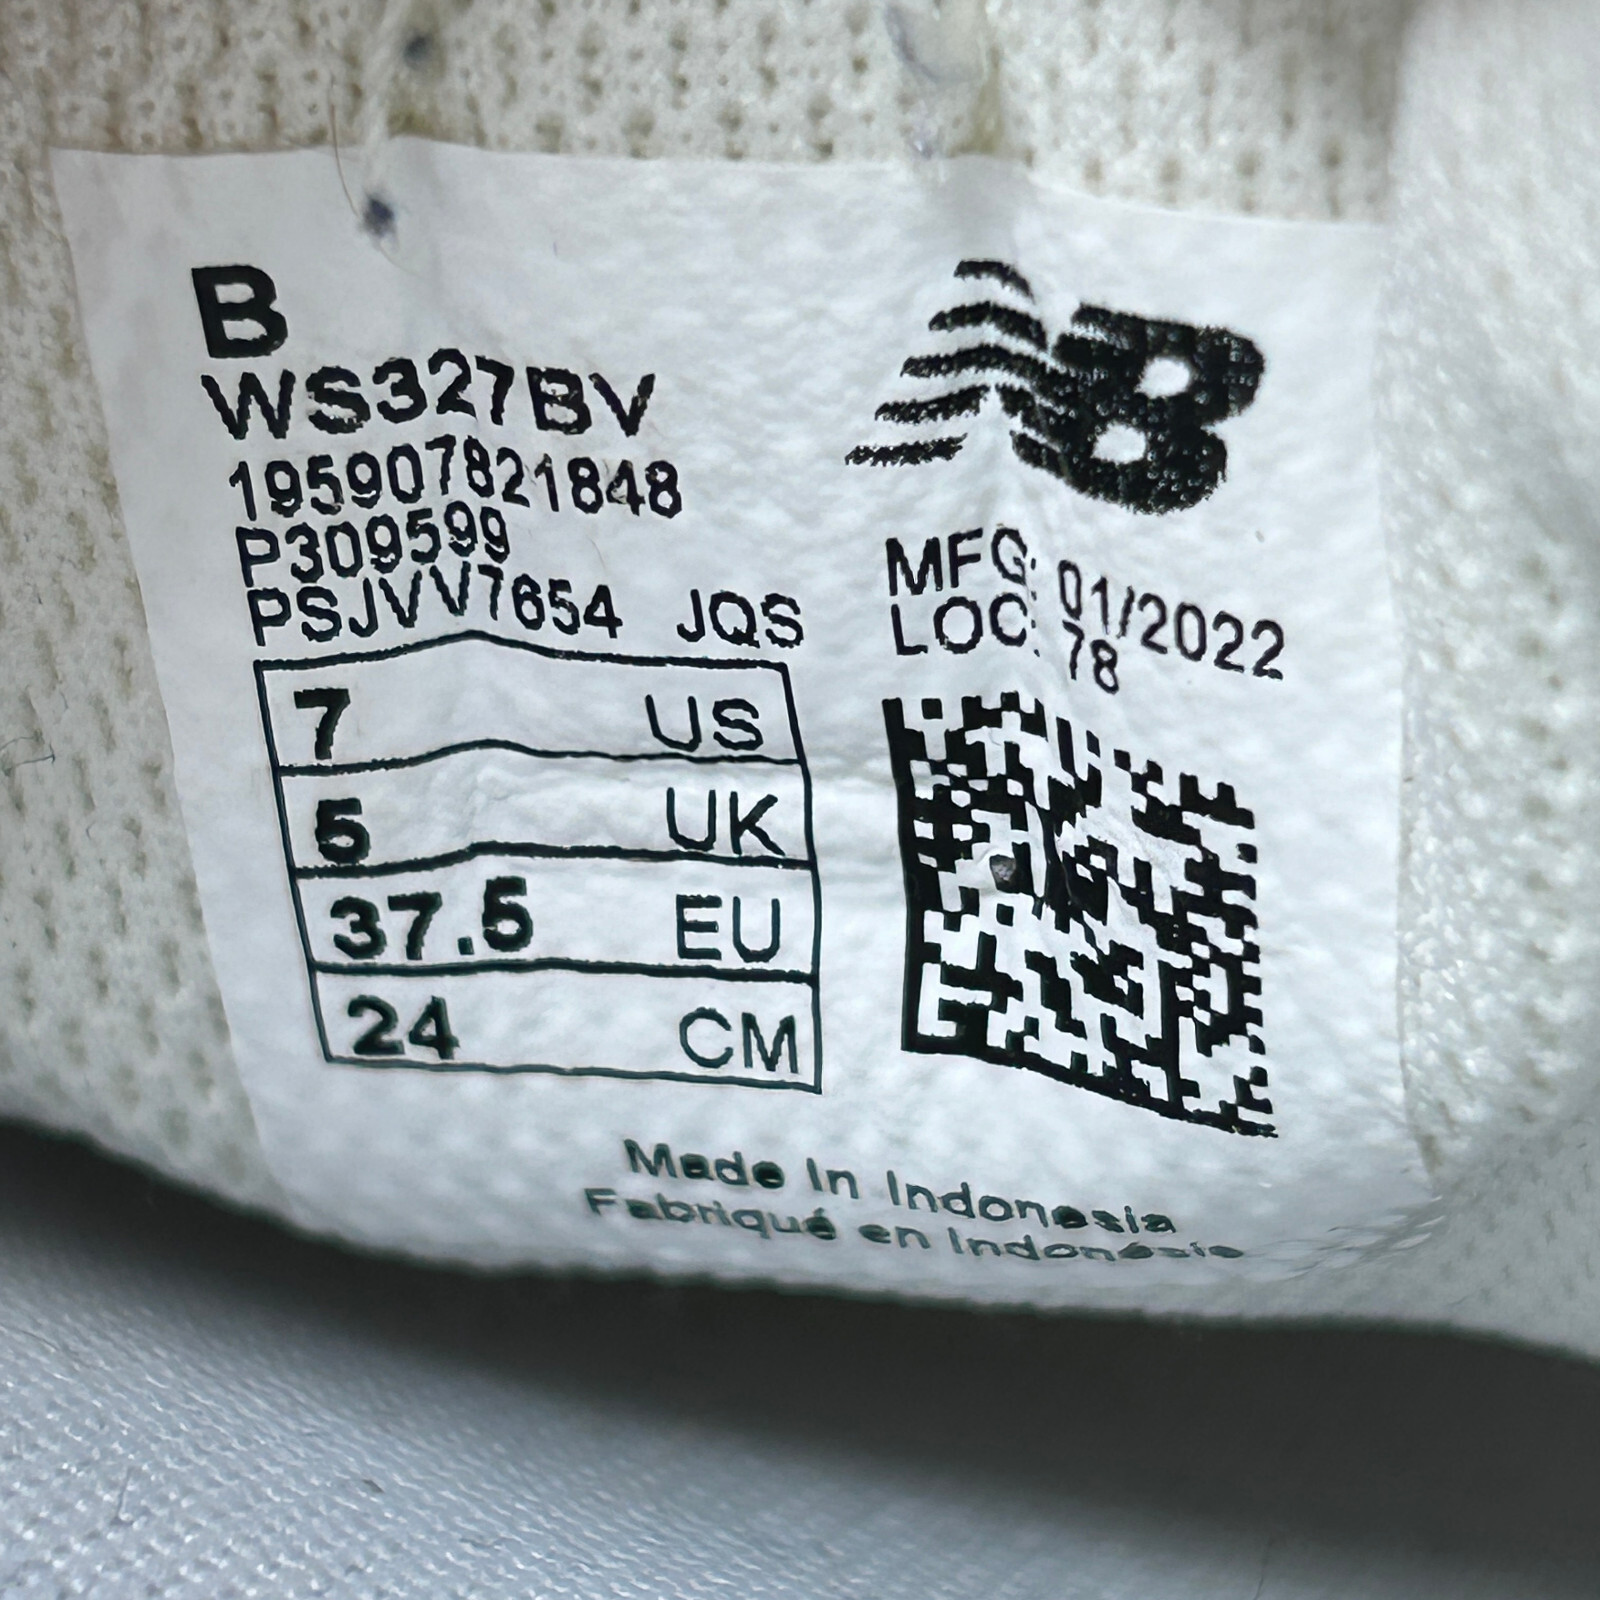 B
WS327BV
195907821848
P309599
PSJVV7654 JQS
7 US
5 UK
37.5 EU
24 CM
MFG: 01/2022
LOC: 78
Made In Indonesia
Fabriqué en Indonésie